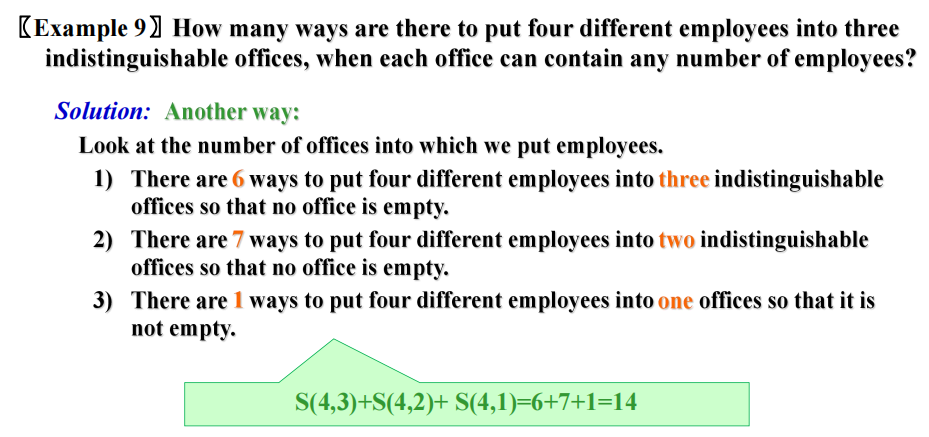 〖Example 9〗 How many ways are there to put four different employees into three
indistinguishable offices, when each office can contain any number of employees?
Solution: Another way:
Look at the number of offices into which we put employees.
1) There are 6 ways to put four different employees into three indistinguishable
offices so that no office is empty.
2) There are 7 ways to put four different employees into two indistinguishable
offices so that no office is empty.
3) There are 1 ways to put four different employees into one offices so that it is
not empty.
S(4,3)+S(4,2)+ S(4,1)=6+7+1=14